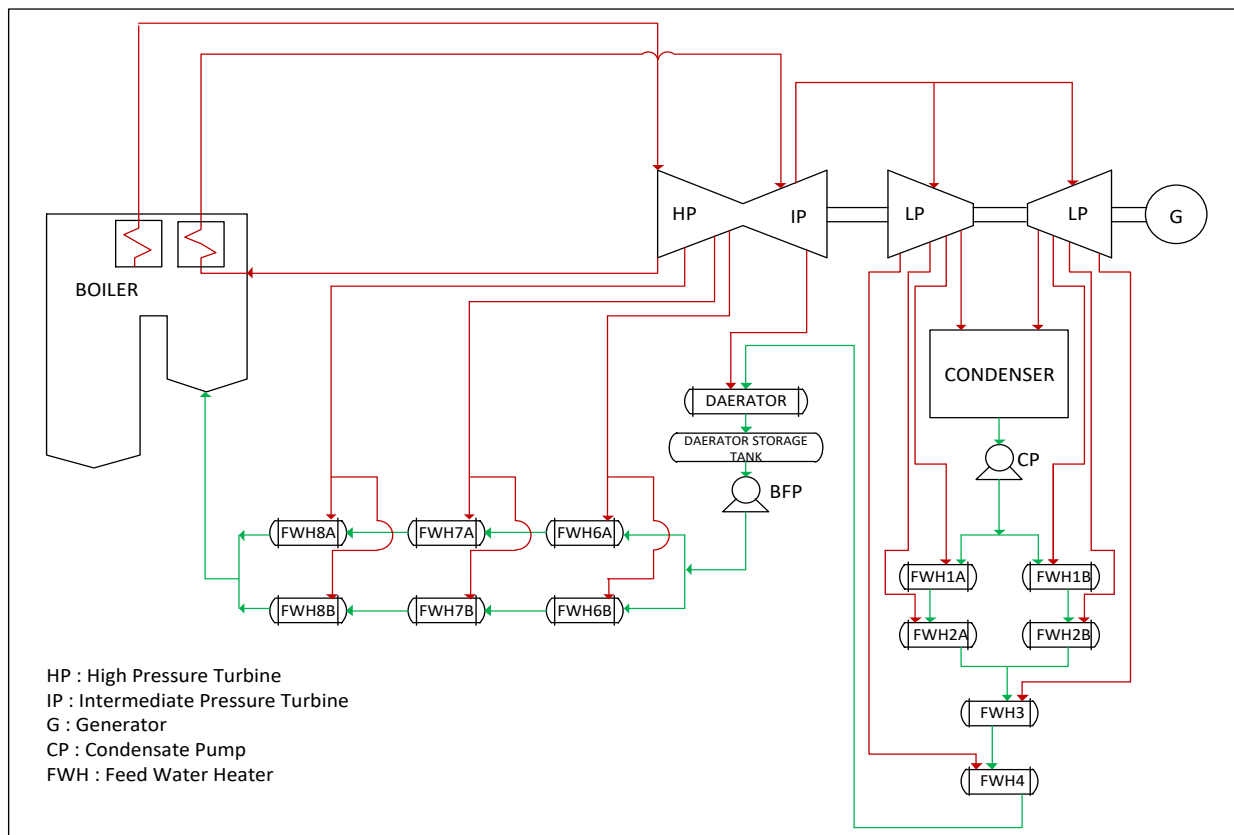 HP
IP
LP
LP
G
BOILER
CONDENSER
DAERATOR
DAERATOR STORAGE
TANK
CP
BFP
FWH8A
FWH7A
FWH6A
FWH1A
FWH1B
FWH8B
FWH7B
FWH6B
FWH2A
FWH2B
HP : High Pressure Turbine
IP : Intermediate Pressure Turbine
G : Generator
CP : Condensate Pump
FWH : Feed Water Heater
FWH3
FWH4